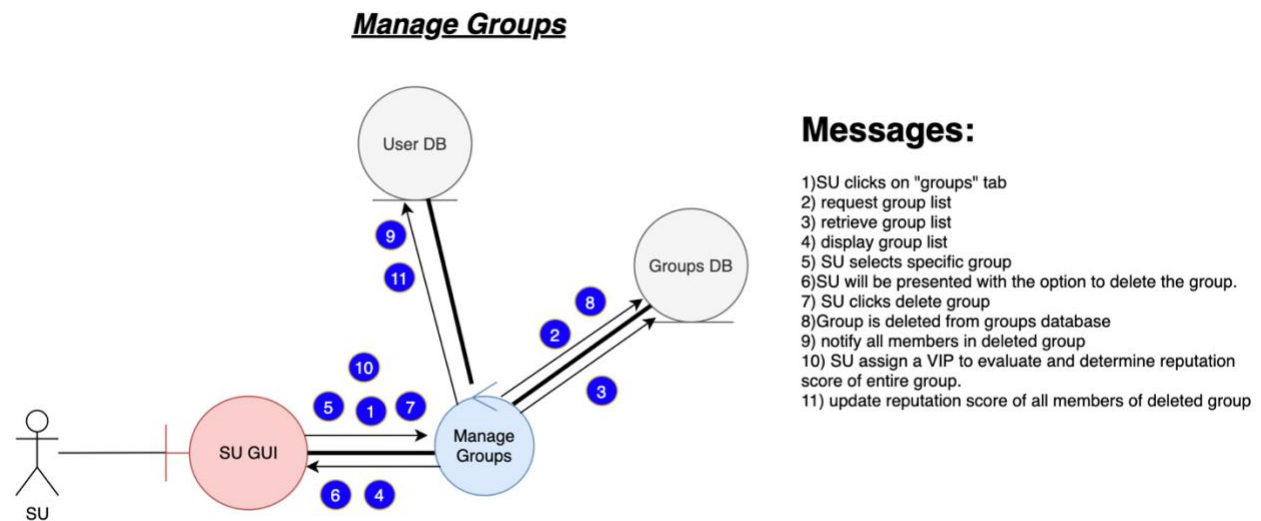 Manage Groups
User DB
Groups DB
9
11
8
2
3
10
5
1
7
SU GUI
Manage
Groups
6
4
SU
Messages:
1)SU clicks on "groups" tab
2) request group list
3) retrieve group list
4) display group list
5) SU selects specific group
6)SU will be presented with the option to delete the group.
7) SU clicks delete group
8)Group is deleted from groups database
9) notify all members in deleted group
10) SU assign a VIP to evaluate and determine reputation
score of entire group.
11) update reputation score of all members of deleted group